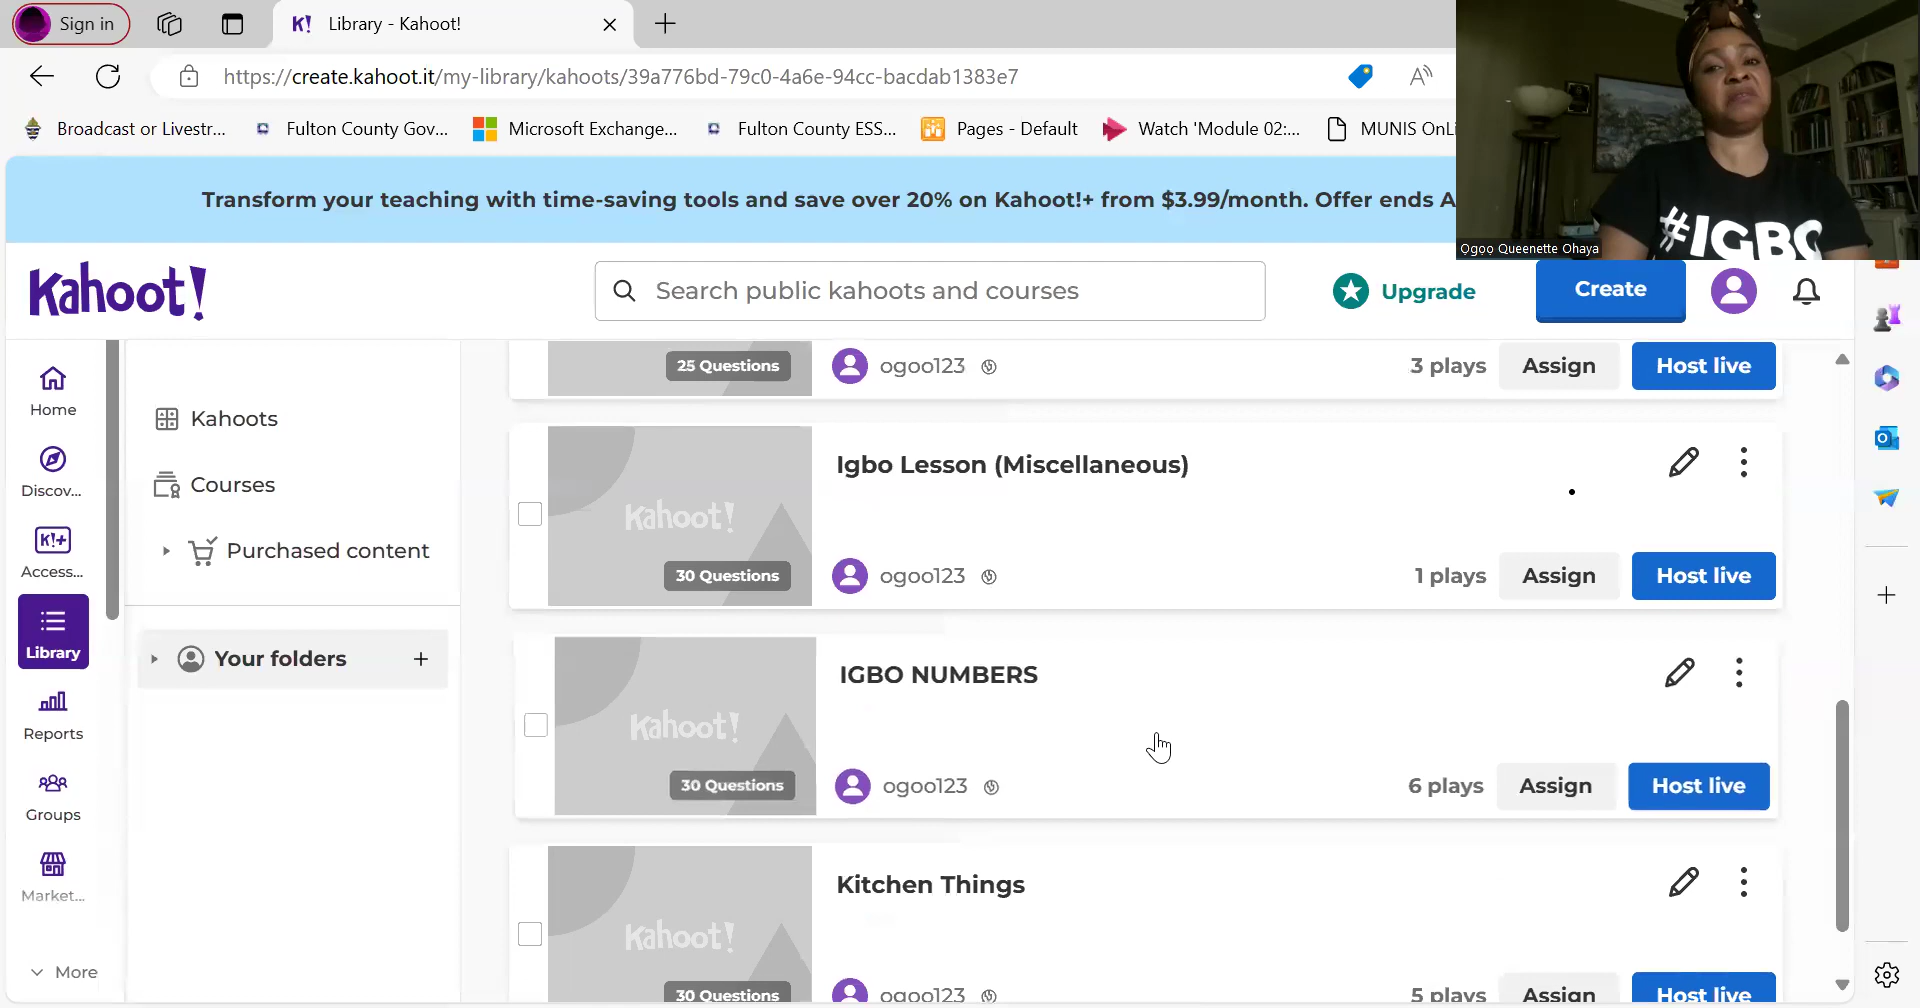 Sign in
Library - Kahoot!
https://create.kahoot.it/my-library/kahoots/39a776bd-79c0-4a6e-94cc-bacdab1383e7
Broadcast or Livestr...
Fulton County Gov...
Microsoft Exchange...
Fulton County ESS...
Pages - Default
Watch 'Module 02:...
MUNIS OnLi
#IGBO
Ọgọọ Queenette Ohaya
Transform your teaching with time-saving tools and save over 20% on Kahoot!+ from $3.99/month. Offer ends A
Kahoot!
Search public kahoots and courses
Upgrade
Create
Home
Discov...
K!+
Access...
Library
Reports
Groups
Market...
More
Kahoots
Courses
Purchased content
Your folders
25 Questions
ogoo123
3 plays
Assign
Host live
Igbo Lesson (Miscellaneous)
Kahoot!
30 Questions
ogoo123
1 plays
Assign
Host live
IGBO NUMBERS
Kahoot!
30 Questions
ogoo123
6 plays
Assign
Host live
Kitchen Things
Kahoot!
30 Questions
ogoo123
5 plays
Assign
Host live